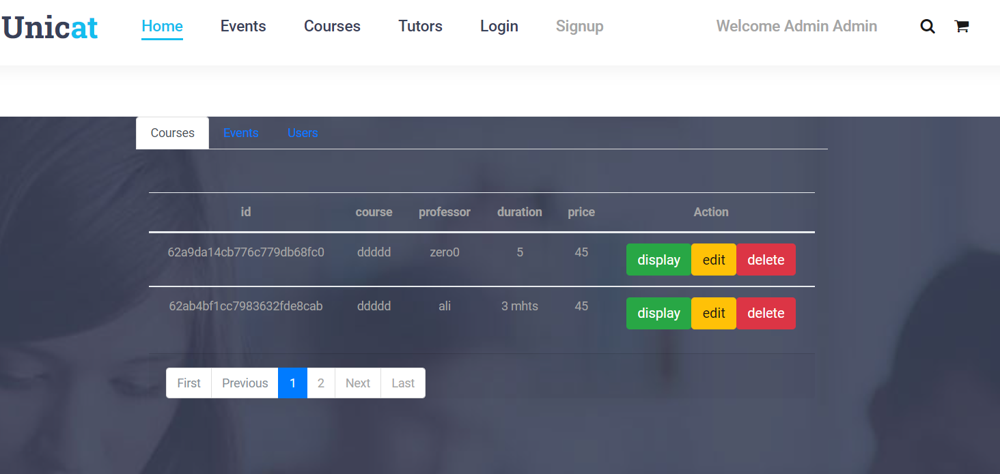 Unicat Home Events Courses Tutors Login Signup Welcome Admin Admin
Courses Events Users
id course professor duration price Action
62a9da14cb776c779db68fc0 ddddd zero0 5 45 display edit delete
62ab4bf1cc7983632fde8cab ddddd ali 3 mhts 45 display edit delete
First Previous 1 2 Next Last